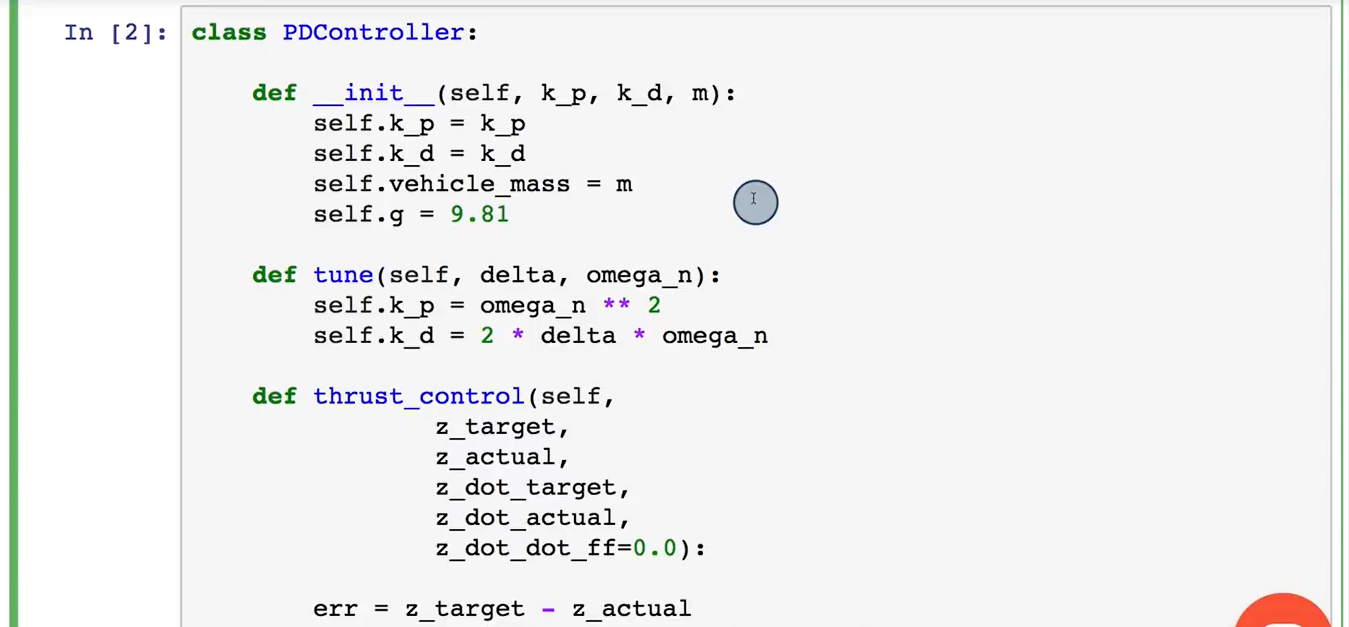 In [2]: class PDController:
def __init__(self, k_p, k_d, m):
self.k_p = k_p
self.k_d = k_d
self.vehicle_mass = m
self.g = 9.81
def tune(self, delta, omega_n):
self.k_p = omega_n ** 2
self.k_d = 2 * delta * omega_n
def thrust_control(self,
z_target,
z_actual,
z_dot_target,
z_dot_actual,
z_dot_dot_ff=0.0):
err = z_target - z_actual